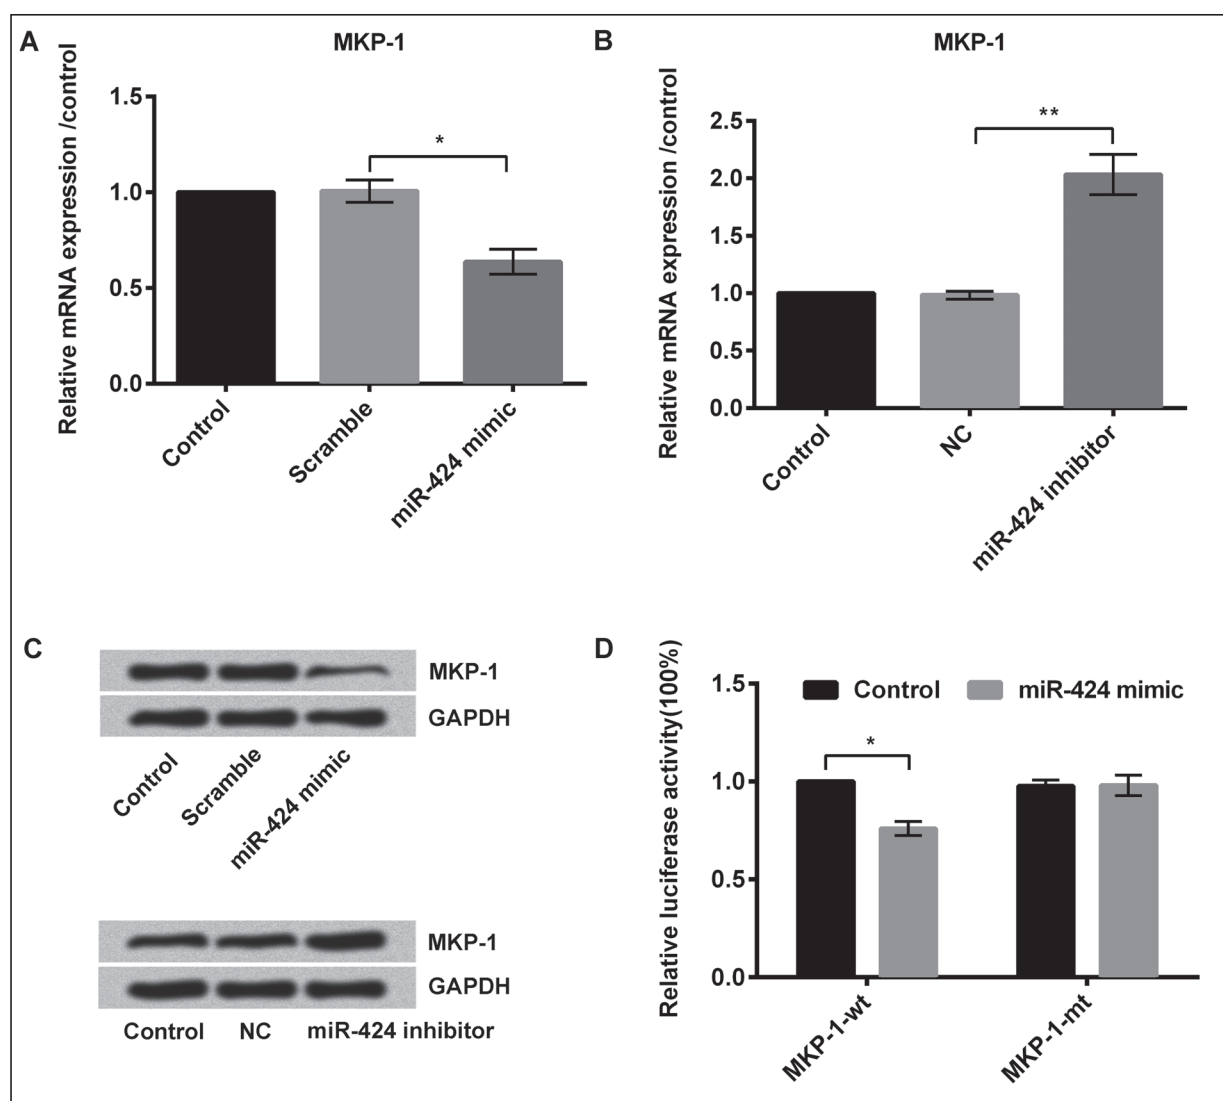 A
MKP-1
Relative mRNA expression /control
1.5
1.0
0.5
0.0
*
Control
Scramble
miR-424 mimic
B
MKP-1
Relative mRNA expression /control
2.5
2.0
1.5
1.0
0.5
0.0
**
Control
NC
miR-424 inhibitor
C
MKP-1
GAPDH
Control
Scramble
miR-424 mimic
MKP-1
GAPDH
Control NC miR-424 inhibitor
D
Relative luciferase activity(100%)
1.5
1.0
0.5
0.0
Control miR-424 mimic
*
MKP-1-wt
MKP-1-mt